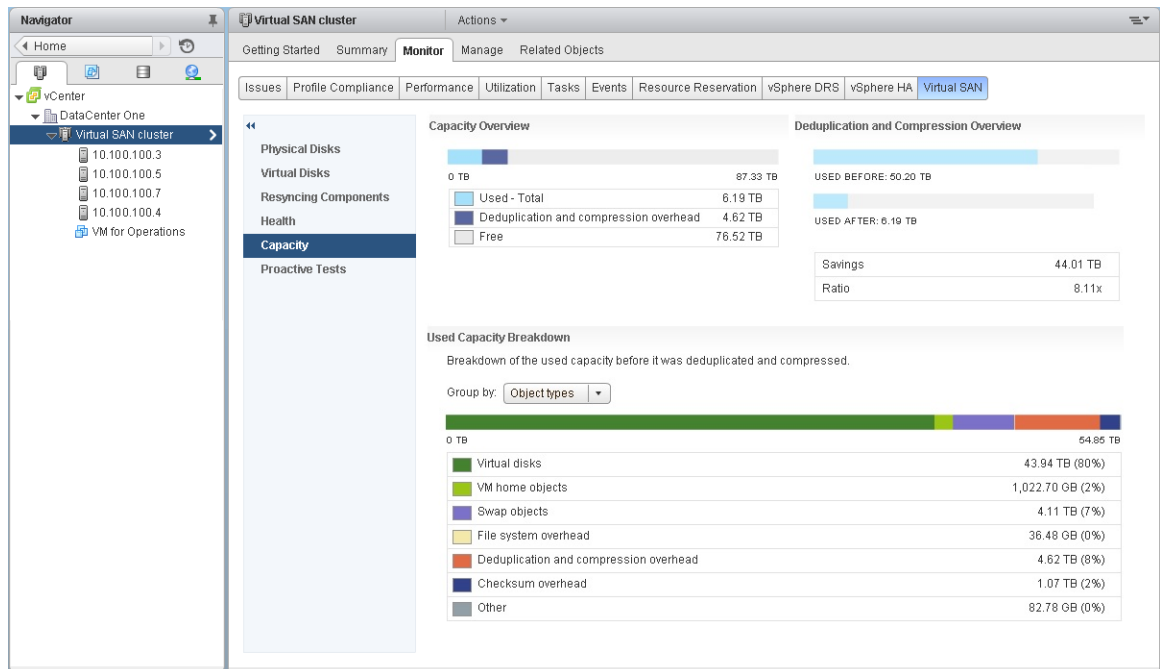 Navigator
Home
vCenter
DataCenter One
Virtual SAN cluster
10.100.100.3
10.100.100.5
10.100.100.7
10.100.100.4
VM for Operations
Virtual SAN cluster Actions
Getting Started Summary Monitor Manage Related Objects
Issues Profile Compliance Performance Utilization Tasks Events Resource Reservation vSphere DRS vSphere HA Virtual SAN
Physical Disks
Virtual Disks
Resyncing Components
Health
Capacity
Proactive Tests
Capacity Overview
0 TB 87.33 TB
Used - Total 6.19 TB
Deduplication and compression overhead 4.62 TB
Free 76.52 TB
Deduplication and Compression Overview
USED BEFORE: 50.20 TB
USED AFTER: 6.19 TB
Savings 44.01 TB
Ratio 8.11x
Used Capacity Breakdown
Breakdown of the used capacity before it was deduplicated and compressed.
Group by: Object types
0 TB 54.85 TB
Virtual disks 43.94 TB (80%)
VM home objects 1,022.70 GB (2%)
Swap objects 4.11 TB (7%)
File system overhead 36.48 GB (0%)
Deduplication and compression overhead 4.62 TB (8%)
Checksum overhead 1.07 TB (2%)
Other 82.78 GB (0%)